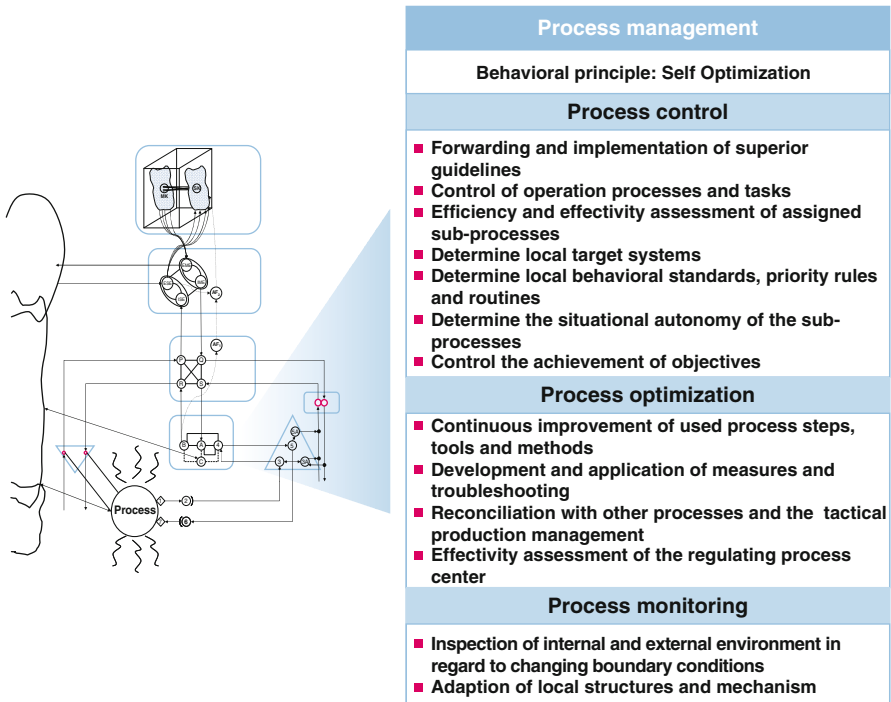 Process management
Behavioral principle: Self Optimization
Process control
Forwarding and implementation of superior
guidelines
Control of operation processes and tasks
Efficiency and effectivity assessment of assigned
sub-processes
Determine local target systems
Determine local behavioral standards, priority rules
and routines
Determine the situational autonomy of the sub-
processes
Control the achievement of objectives
Process optimization
Continuous improvement of used process steps,
tools and methods
Development and application of measures and
troubleshooting
Reconciliation with other processes and the tactical
production management
Effectivity assessment of the regulating process
center
Process monitoring
Inspection of internal and external environment in
regard to changing boundary conditions
Adaption of local structures and mechanism
MK
P
R S
B A 4
C
5
3
Process
2